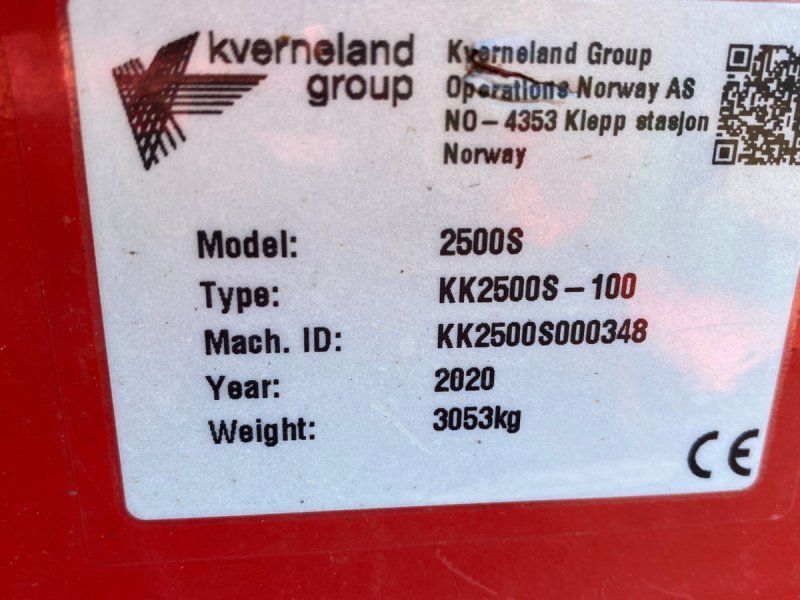 kverneland
group
Kverneland Group
Operations Norway AS
NO-4353 Klepp stasjon
Norway
Model: 2500S
Type: KK2500S-100
Mach. ID: KK2500S000348
Year: 2020
Weight: 3053kg
CE